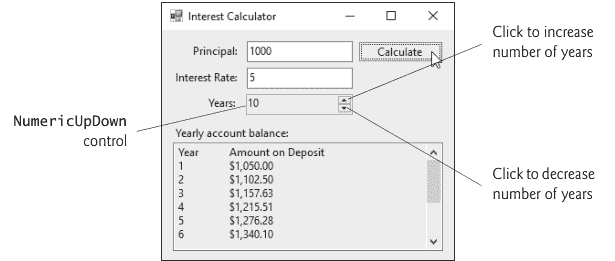 Interest Calculator
Principal: 1000 Calculate
Interest Rate: 5
Years: 10
Yearly account balance:
Year Amount on Deposit
1 $1,050.00
2 $1,102.50
3 $1,157.63
4 $1,215.51
5 $1,276.28
6 $1,340.10
NumericUpDown
control
Click to increase
number of years
Click to decrease
number of years